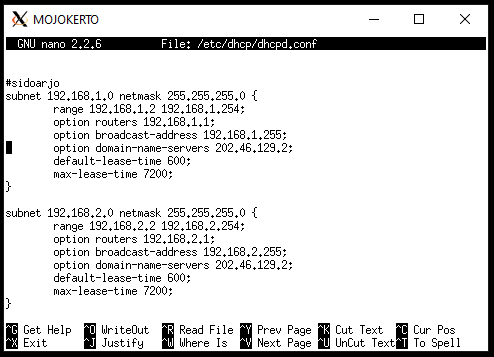 MOJOKERTO
GNU nano 2.2.6 File: /etc/dhcp/dhcpd.conf
#sidoarjo
subnet 192.168.1.0 netmask 255.255.255.0 {
range 192.168.1.2 192.168.1.254;
option routers 192.168.1.1;
option broadcast-address 192.168.1.255;
option domain-name-servers 202.46.129.2;
default-lease-time 600;
max-lease-time 7200;
}
subnet 192.168.2.0 netmask 255.255.255.0 {
range 192.168.2.2 192.168.2.254;
option routers 192.168.2.1;
option broadcast-address 192.168.2.255;
option domain-name-servers 202.46.129.2;
default-lease-time 600;
max-lease-time 7200;
}
^G Get Help ^O WriteOut ^R Read File ^Y Prev Page ^K Cut Text ^C Cur Pos
^X Exit ^J Justify ^W Where Is ^V Next Page ^U UnCut Text ^T To Spell